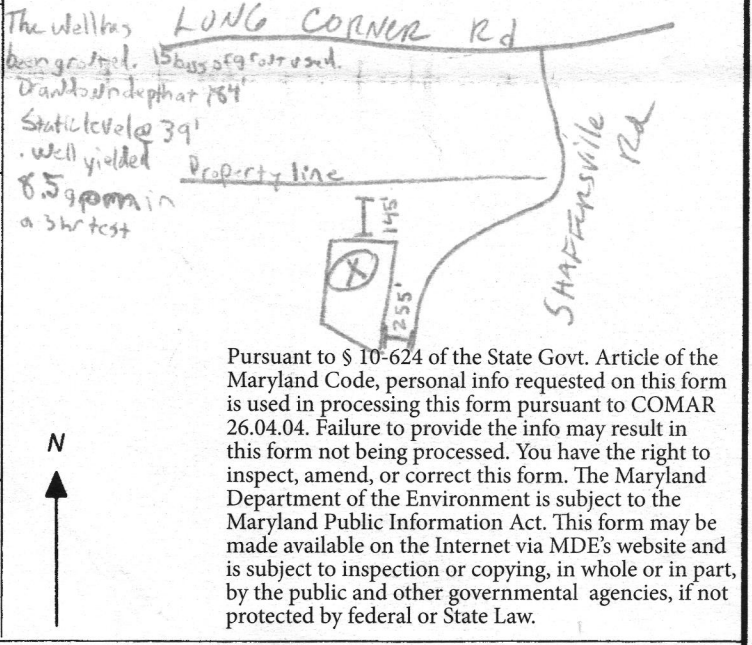 The well has
been grouted. 15 bags of grout used.
Drawdown depth at 184'
Static level @ 39'
. Well yielded
8.5 gpm in
a 3hr test
LONG CORNER Rd
Property line
SHAFFERSVILLE
Rd
145'
X
255'
Pursuant to § 10-624 of the State Govt. Article of the
Maryland Code, personal info requested on this form
is used in processing this form pursuant to COMAR
26.04.04. Failure to provide the info may result in
this form not being processed. You have the right to
inspect, amend, or correct this form. The Maryland
Department of the Environment is subject to the
Maryland Public Information Act. This form may be
made available on the Internet via MDE's website and
is subject to inspection or copying, in whole or in part,
by the public and other governmental agencies, if not
protected by federal or State Law.
N